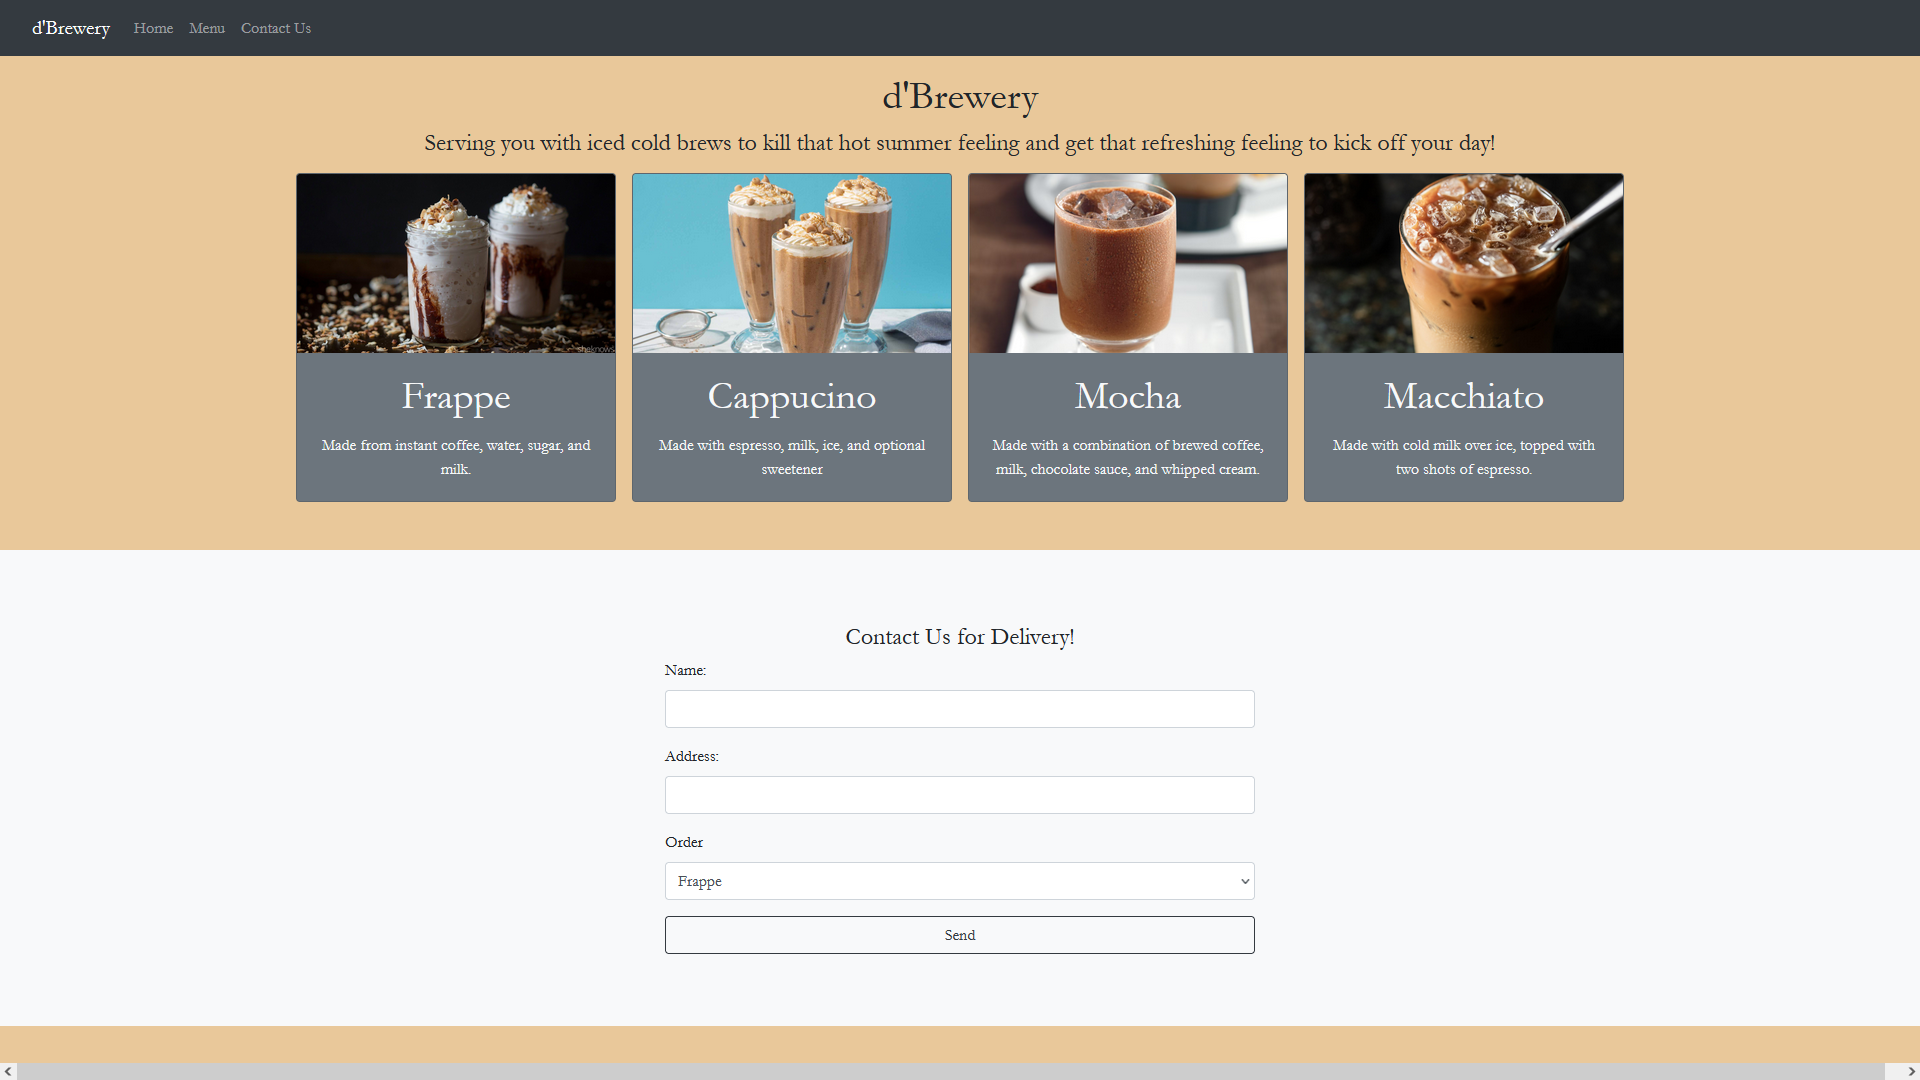 d'Brewery Home Menu Contact Us
d'Brewery
Serving you with iced cold brews to kill that hot summer feeling and get that refreshing feeling to kick off your day!
sheknows
Frappe
Made from instant coffee, water, sugar, and
milk.
Cappucino
Made with espresso, milk, ice, and optional
sweetener
Mocha
Made with a combination of brewed coffee,
milk, chocolate sauce, and whipped cream.
Macchiato
Made with cold milk over ice, topped with
two shots of espresso.
Contact Us for Delivery!
Name:
Address:
Order
Frappe
Send